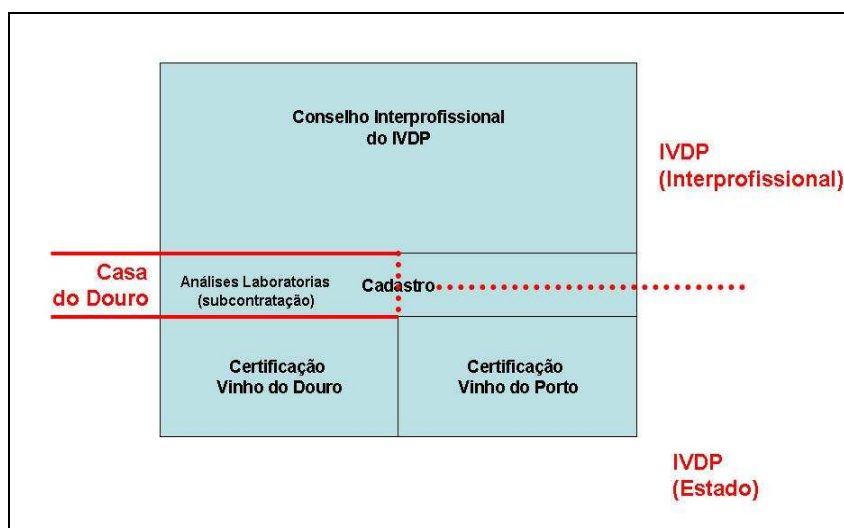 Conselho Interprofissional
do IVDP
IVDP
(Interprofissional)
Casa
do Douro
Análises Laboratorias
(subcontratação)
Cadastro
Certificação
Vinho do Douro
Certificação
Vinho do Porto
IVDP
(Estado)